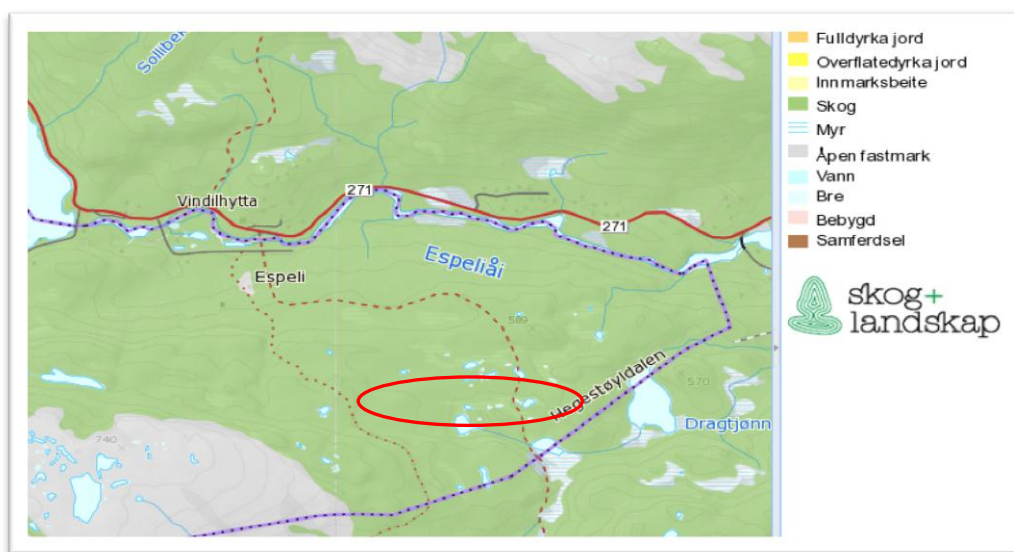 Sollibek
Vindilhytta
271
271
Espeli
Espeliåi
589
Hegestøyldalen
570
Dragtjønn
740
Fulldyrka jord
Overflatedyrka jord
Innmarksbeite
Skog
Myr
Åpen fastmark
Vann
Bre
Bebygd
Samferdsel
skog+
landskap